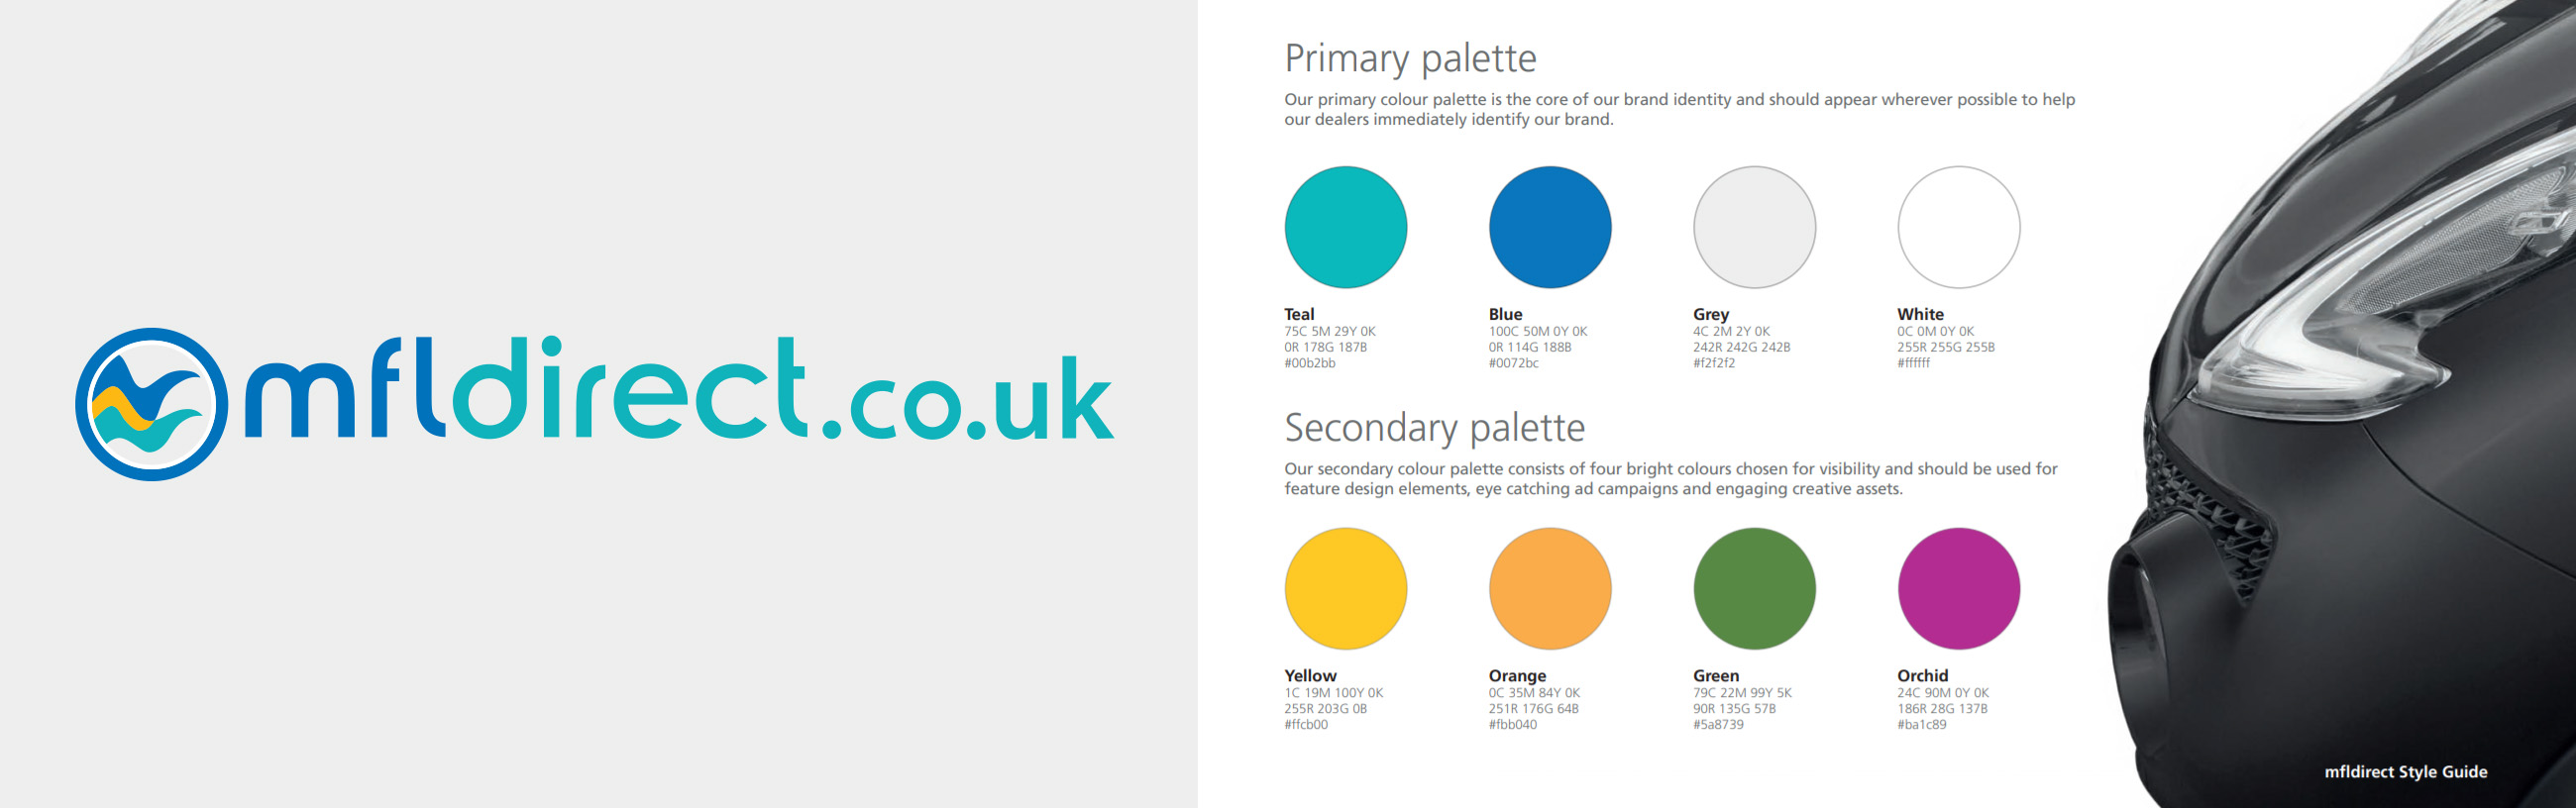 mfldirect.co.uk
Primary palette
Our primary colour palette is the core of our brand identity and should appear wherever possible to help
our dealers immediately identify our brand.
Teal
75C 5M 29Y 0K
0R 178G 187B
#00b2bb
Blue
100C 50M 0Y 0K
0R 114G 188B
#0072bc
Grey
4C 2M 2Y 0K
242R 242G 242B
#f2f2f2
White
0C 0M 0Y 0K
255R 255G 255B
#ffffff
Secondary palette
Our secondary colour palette consists of four bright colours chosen for visibility and should be used for
feature design elements, eye catching ad campaigns and engaging creative assets.
Yellow
1C 19M 100Y 0K
255R 203G 0B
#ffcb00
Orange
0C 35M 84Y 0K
251R 176G 64B
#fbb040
Green
79C 22M 99Y 5K
90R 135G 57B
#5a8739
Orchid
24C 90M 0Y 0K
186R 28G 137B
#ba1c89
mfldirect Style Guide